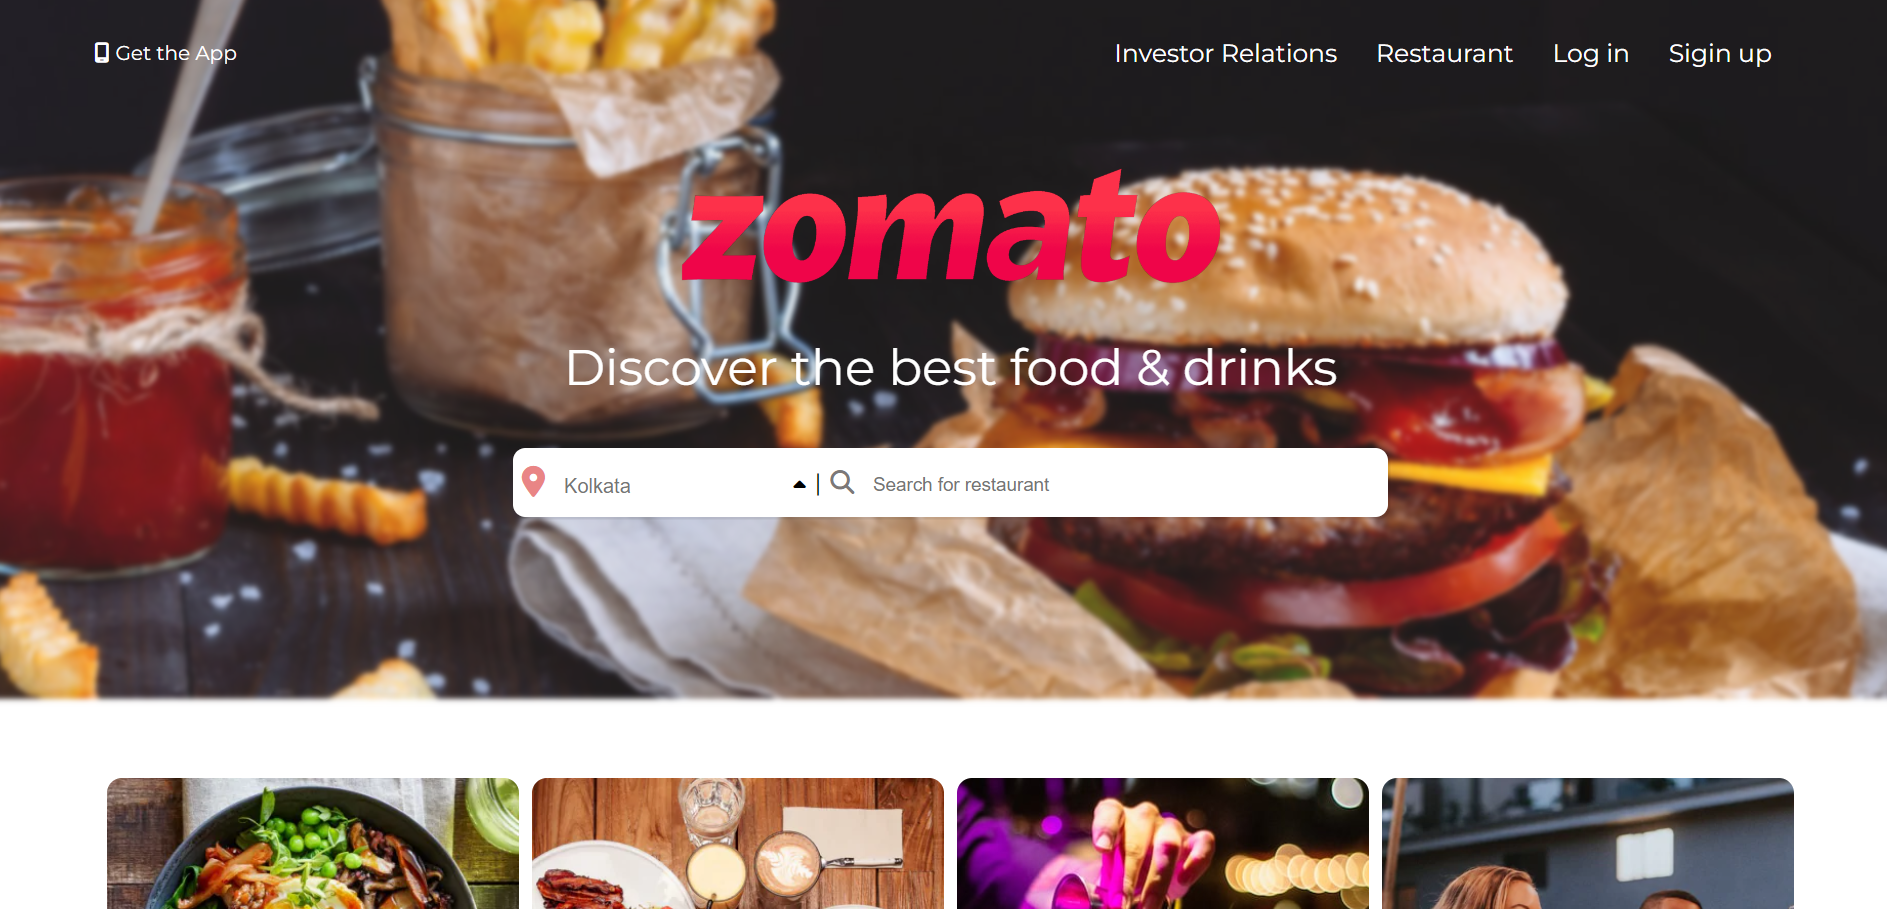 Get the App
Investor Relations Restaurant Log in Sigin up
zomato
Discover the best food & drinks
Kolkata
Search for restaurant